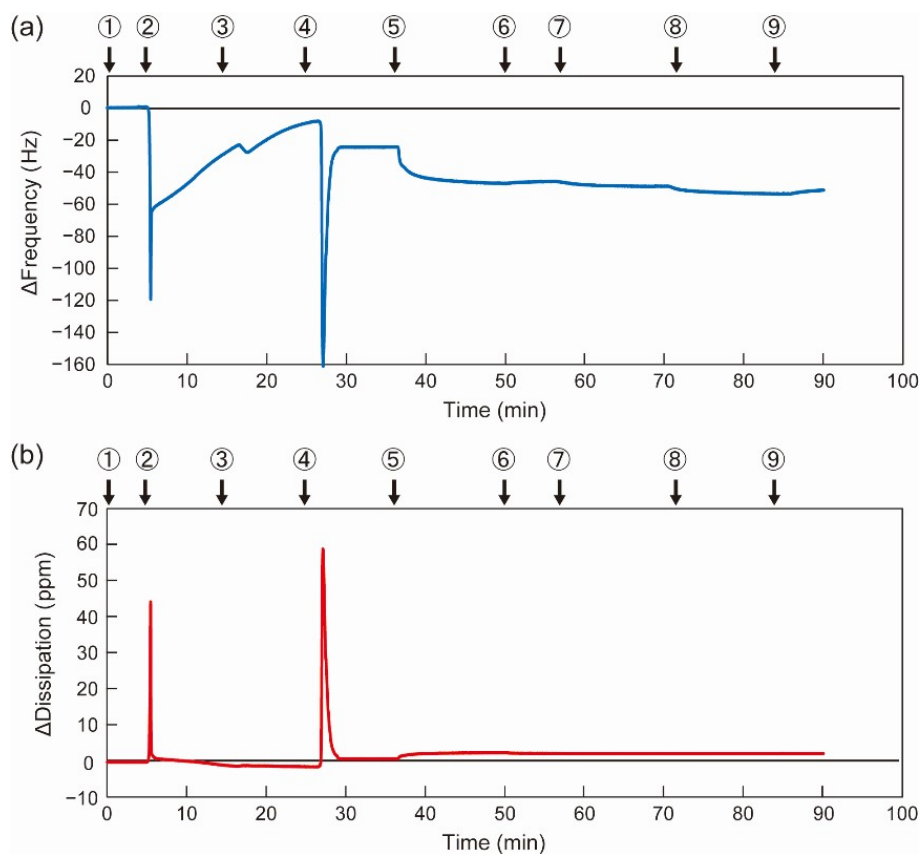 (a)
① ② ③ ④ ⑤ ⑥ ⑦ ⑧ ⑨
20
0
−20
−40
−60
−80
−100
−120
−140
−160
ΔFrequency (Hz)
0 10 20 30 40 50 60 70 80 90 100
Time (min)
(b)
① ② ③ ④ ⑤ ⑥ ⑦ ⑧ ⑨
70
60
50
40
30
20
10
0
−10
ΔDissipation (ppm)
0 10 20 30 40 50 60 70 80 90 100
Time (min)